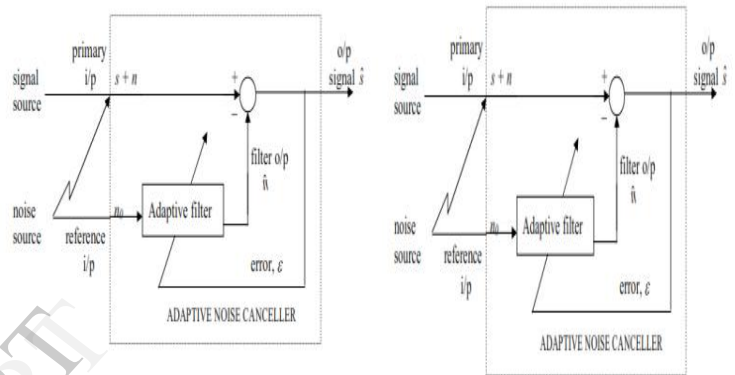 primary
i/p
signal
source
s + n
+
−
o/p
signal ŝ
filter o/p
n̂
noise
source
n₀
reference
i/p
Adaptive filter
error, ε
ADAPTIVE NOISE CANCELLER
primary
i/p
signal
source
s + n
+
−
o/p
signal ŝ
filter o/p
n̂
noise
source
n₀
reference
i/p
Adaptive filter
error, ε
ADAPTIVE NOISE CANCELLER